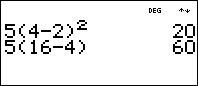 DEG ↑↓
5(4-2)² 20
5(16-4) 60